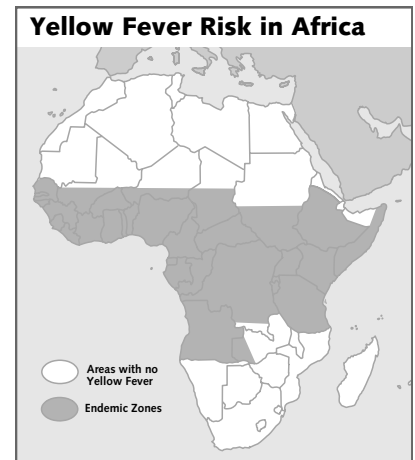 Yellow Fever Risk in Africa
Areas with no
Yellow Fever
Endemic Zones